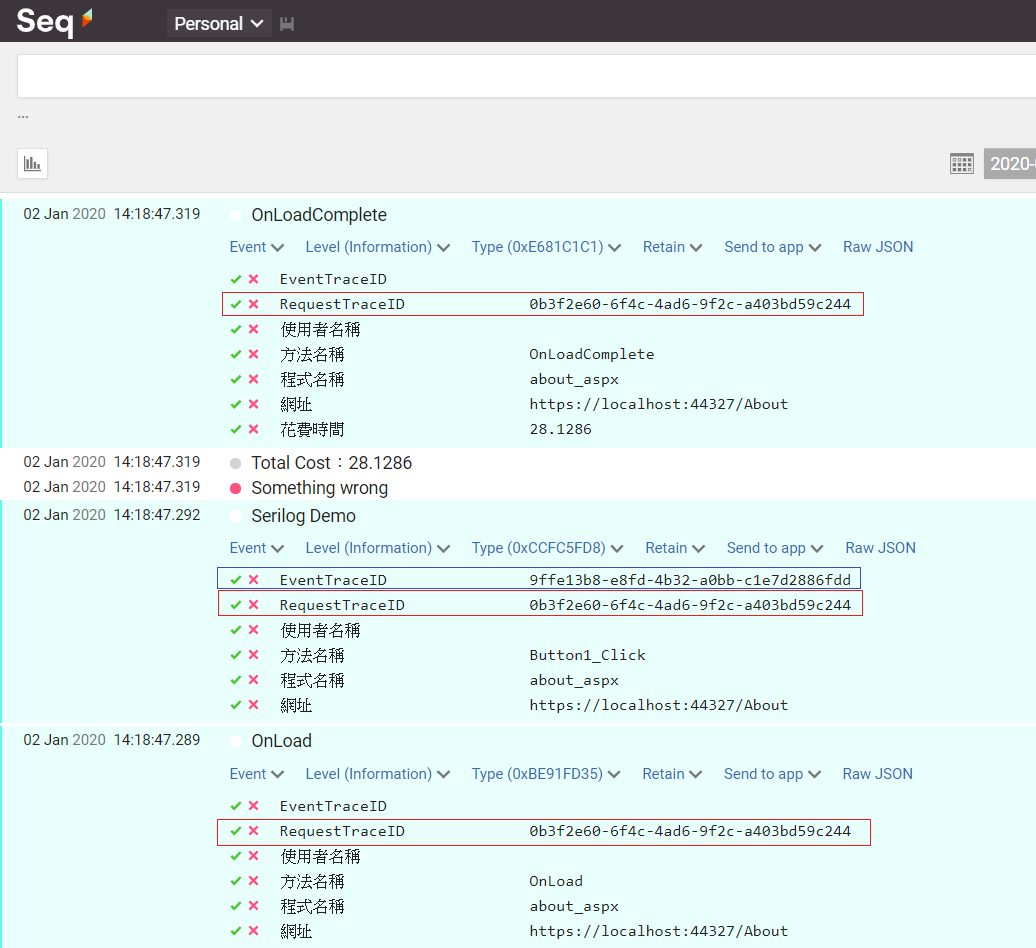 Seq Personal
...
2020-
02 Jan 2020 14:18:47.319 OnLoadComplete
Event Level (Information) Type (0xE681C1C1) Retain Send to app Raw JSON
EventTraceID
RequestTraceID 0b3f2e60-6f4c-4ad6-9f2c-a403bd59c244
使用者名稱
方法名稱 OnLoadComplete
程式名稱 about_aspx
網址 https://localhost:44327/About
花費時間 28.1286
02 Jan 2020 14:18:47.319 Total Cost：28.1286
02 Jan 2020 14:18:47.319 Something wrong
02 Jan 2020 14:18:47.292 Serilog Demo
Event Level (Information) Type (0xCCFC5FD8) Retain Send to app Raw JSON
EventTraceID 9ffe13b8-e8fd-4b32-a0bb-c1e7d2886fdd
RequestTraceID 0b3f2e60-6f4c-4ad6-9f2c-a403bd59c244
使用者名稱
方法名稱 Button1_Click
程式名稱 about_aspx
網址 https://localhost:44327/About
02 Jan 2020 14:18:47.289 OnLoad
Event Level (Information) Type (0xBE91FD35) Retain Send to app Raw JSON
EventTraceID
RequestTraceID 0b3f2e60-6f4c-4ad6-9f2c-a403bd59c244
使用者名稱
方法名稱 OnLoad
程式名稱 about_aspx
網址 https://localhost:44327/About